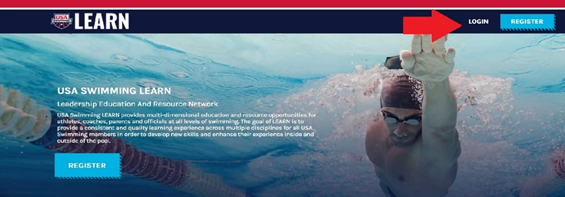 USA
SWIMMING
LEARN
LOGIN
REGISTER
USA SWIMMING LEARN
Leadership Education And Resource Network
USA Swimming LEARN provides multi-dimensional education and resource opportunities for
athletes, coaches, parents and officials at all levels of swimming. The goal of LEARN is to
provide a consistent and quality learning experience across multiple disciplines for all USA
Swimming members in order to develop new skills and enhance their experience inside and
outside of the pool.
REGISTER